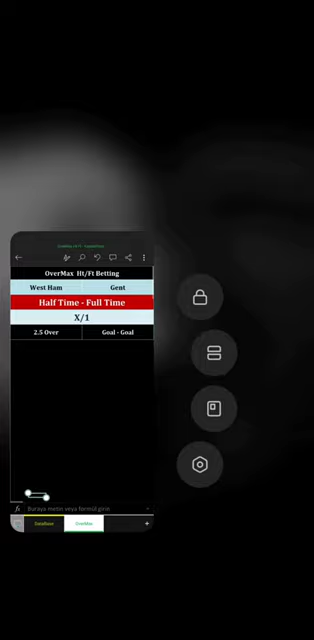 OverMax Ht/Ft Betting
West Ham Gent
Half Time - Full Time
X/1
2.5 Over Goal - Goal
fx Buraya metin veya formül girin
DataBase OverMax +